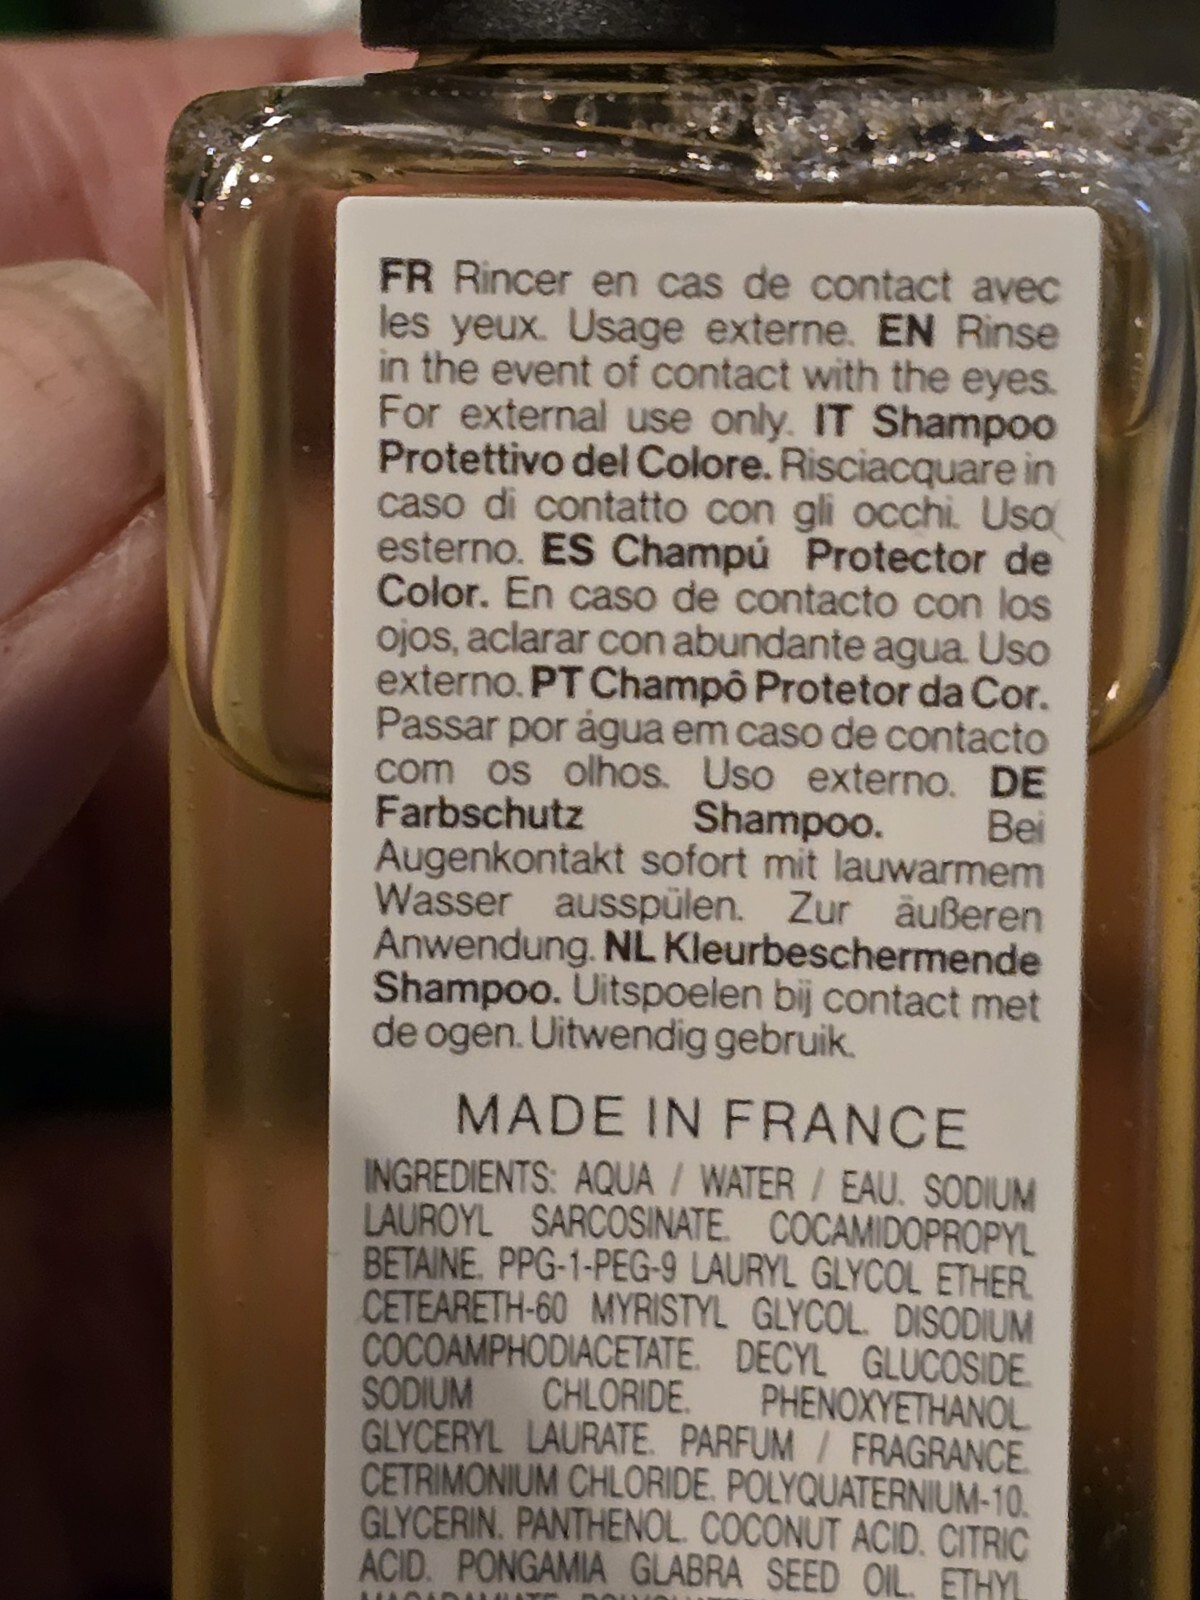 FR Rincer en cas de contact avec
les yeux. Usage externe. EN Rinse
in the event of contact with the eyes.
For external use only. IT Shampoo
Protettivo del Colore. Risciacquare in
caso di contatto con gli occhi. Uso
esterno. ES Champú Protector de
Color. En caso de contacto con los
ojos, aclarar con abundante agua. Uso
externo. PT Champô Protetor da Cor.
Passar por água em caso de contacto
com os olhos. Uso externo. DE
Farbschutz Shampoo. Bei
Augenkontakt sofort mit lauwarmem
Wasser ausspülen. Zur äußeren
Anwendung. NL Kleurbeschermende
Shampoo. Uitspoelen bij contact met
de ogen. Uitwendig gebruik.
MADE IN FRANCE
INGREDIENTS: AQUA / WATER / EAU. SODIUM
LAUROYL SARCOSINATE. COCAMIDOPROPYL
BETAINE. PPG-1-PEG-9 LAURYL GLYCOL ETHER.
CETEARETH-60 MYRISTYL GLYCOL. DISODIUM
COCOAMPHODIACETATE. DECYL GLUCOSIDE.
SODIUM CHLORIDE. PHENOXYETHANOL.
GLYCERYL LAURATE. PARFUM / FRAGRANCE.
CETRIMONIUM CHLORIDE. POLYQUATERNIUM-10.
GLYCERIN. PANTHENOL. COCONUT ACID. CITRIC
ACID. PONGAMIA GLABRA SEED OIL. ETHYL